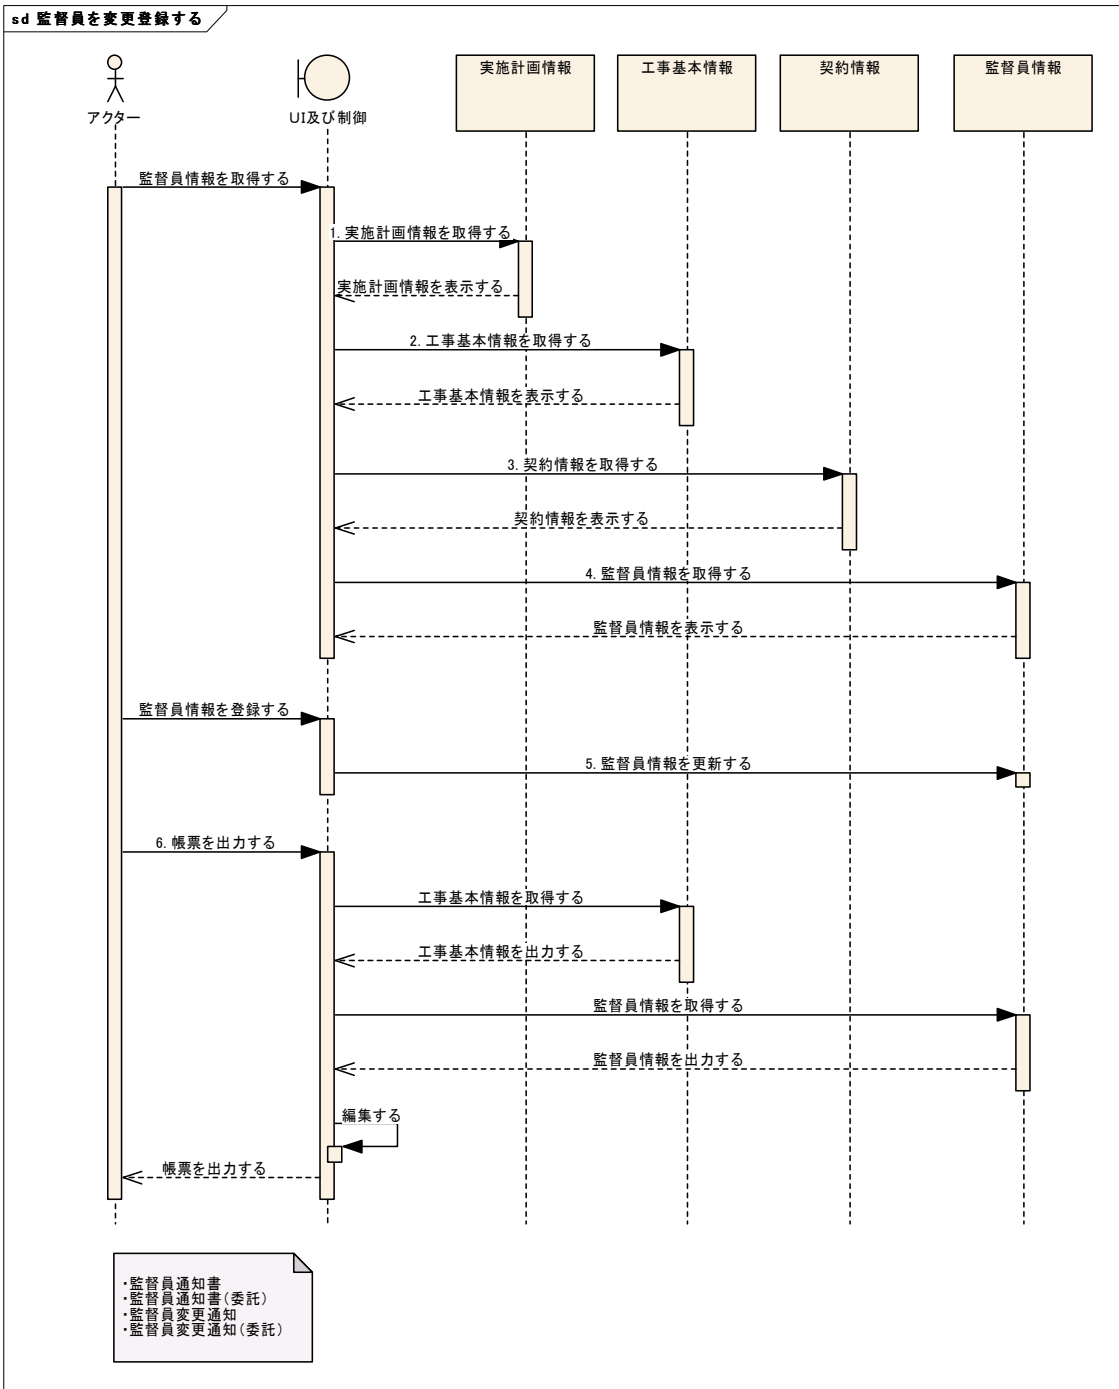 sd 監督員を変更登録する
アクター
UI及び制御
実施計画情報
工事基本情報
契約情報
監督員情報
監督員情報を取得する
1.実施計画情報を取得する
実施計画情報を表示する
2.工事基本情報を取得する
工事基本情報を表示する
3.契約情報を取得する
契約情報を表示する
4.監督員情報を取得する
監督員情報を表示する
監督員情報を登録する
5.監督員情報を更新する
6.帳票を出力する
工事基本情報を取得する
工事基本情報を出力する
監督員情報を取得する
監督員情報を出力する
編集する
帳票を出力する
・監督員通知書
・監督員通知書(委託)
・監督員変更通知
・監督員変更通知(委託)